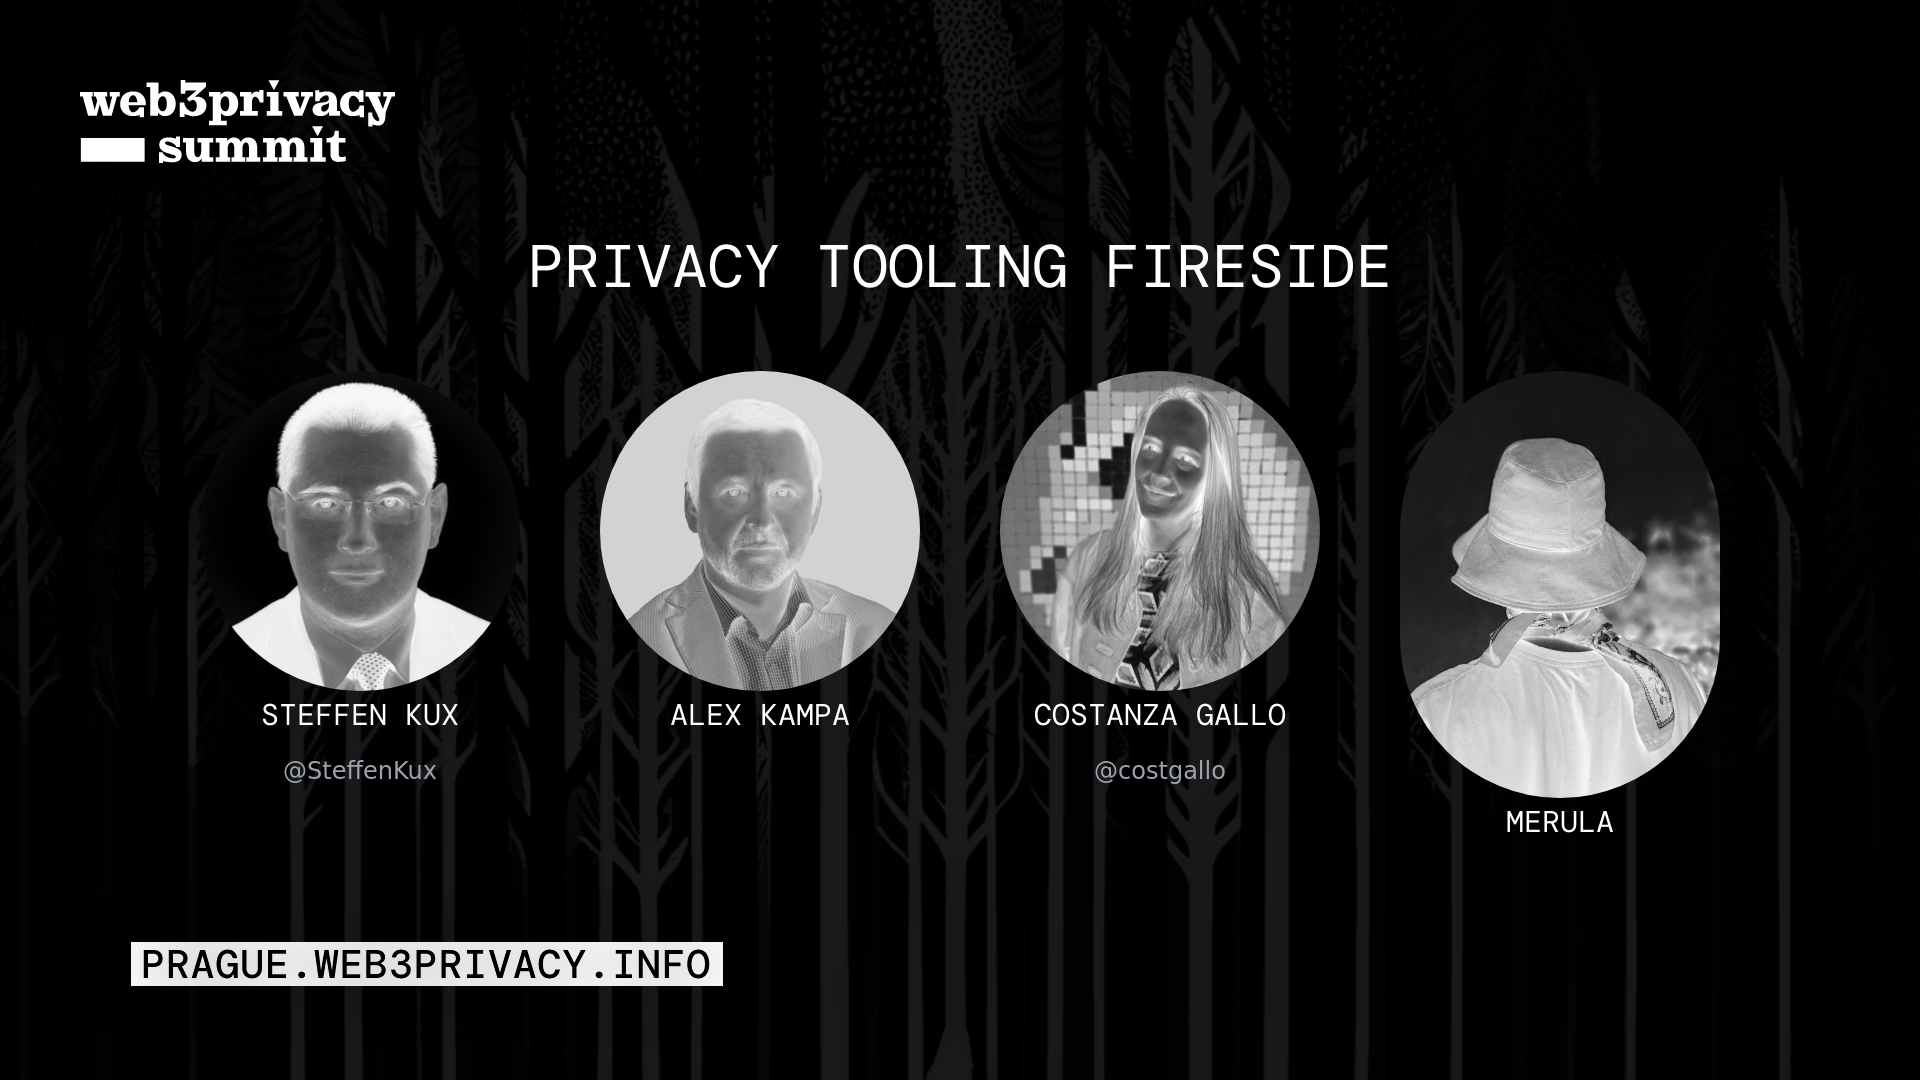 web3privacy
summit
PRIVACY TOOLING FIRESIDE
STEFFEN KUX
@SteffenKux
ALEX KAMPA
COSTANZA GALLO
@costgallo
MERULA
PRAGUE.WEB3PRIVACY.INFO